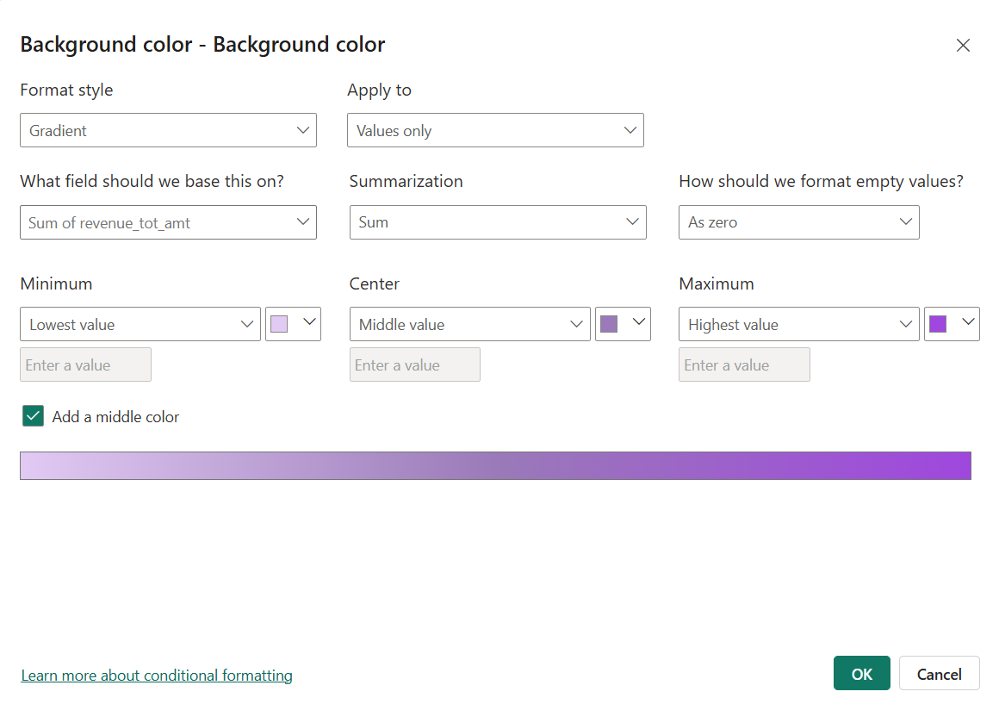 Background color - Background color
Format style
Apply to
Gradient
Values only
What field should we base this on?
Summarization
How should we format empty values?
Sum of revenue_tot_amt
Sum
As zero
Minimum
Center
Maximum
Lowest value
Middle value
Highest value
Enter a value
Enter a value
Enter a value
Add a middle color
Learn more about conditional formatting
OK
Cancel